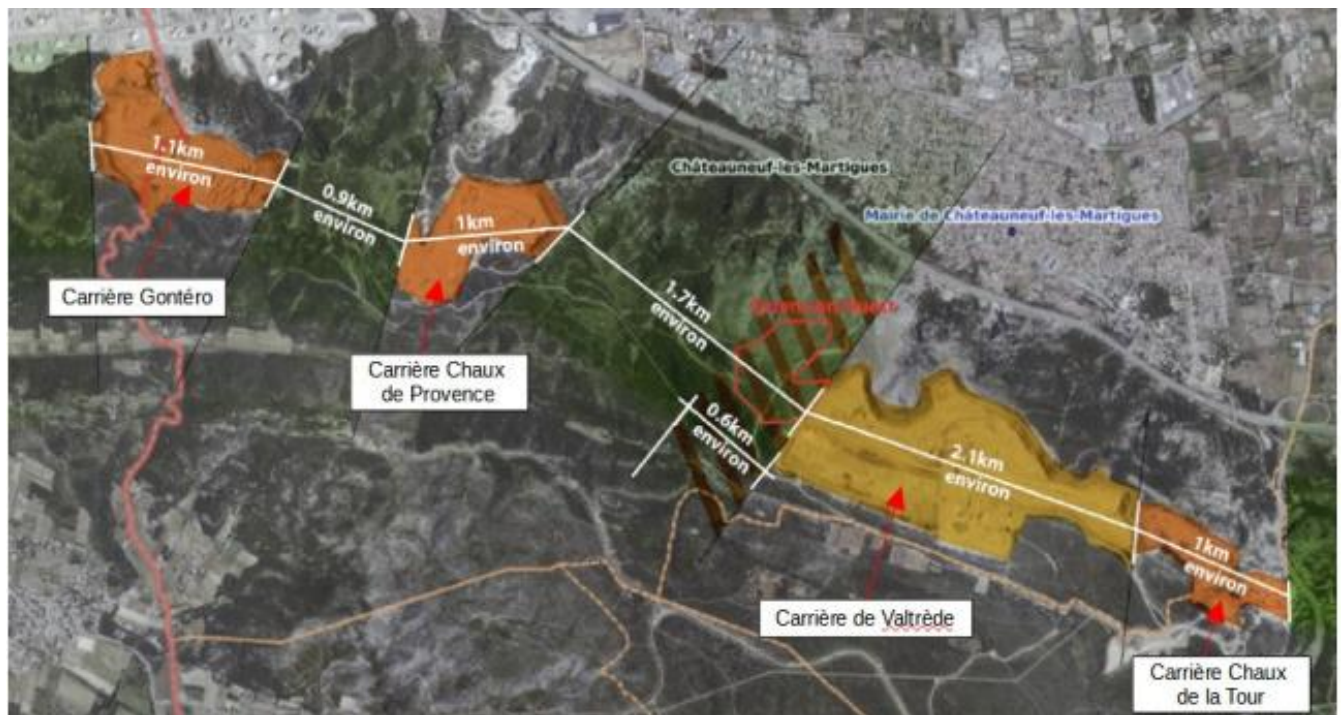 1.1km
environ
0.9km
environ
1km
environ
Châteauneuf-les-Martigues
Mairie de Châteauneuf-les-Martigues
Carrière Gontéro
1.7km
environ
Carrière Chaux
de Provence
0.6km
environ
2.1km
environ
1km
environ
Carrière de Valtrède
Carrière Chaux
de la Tour